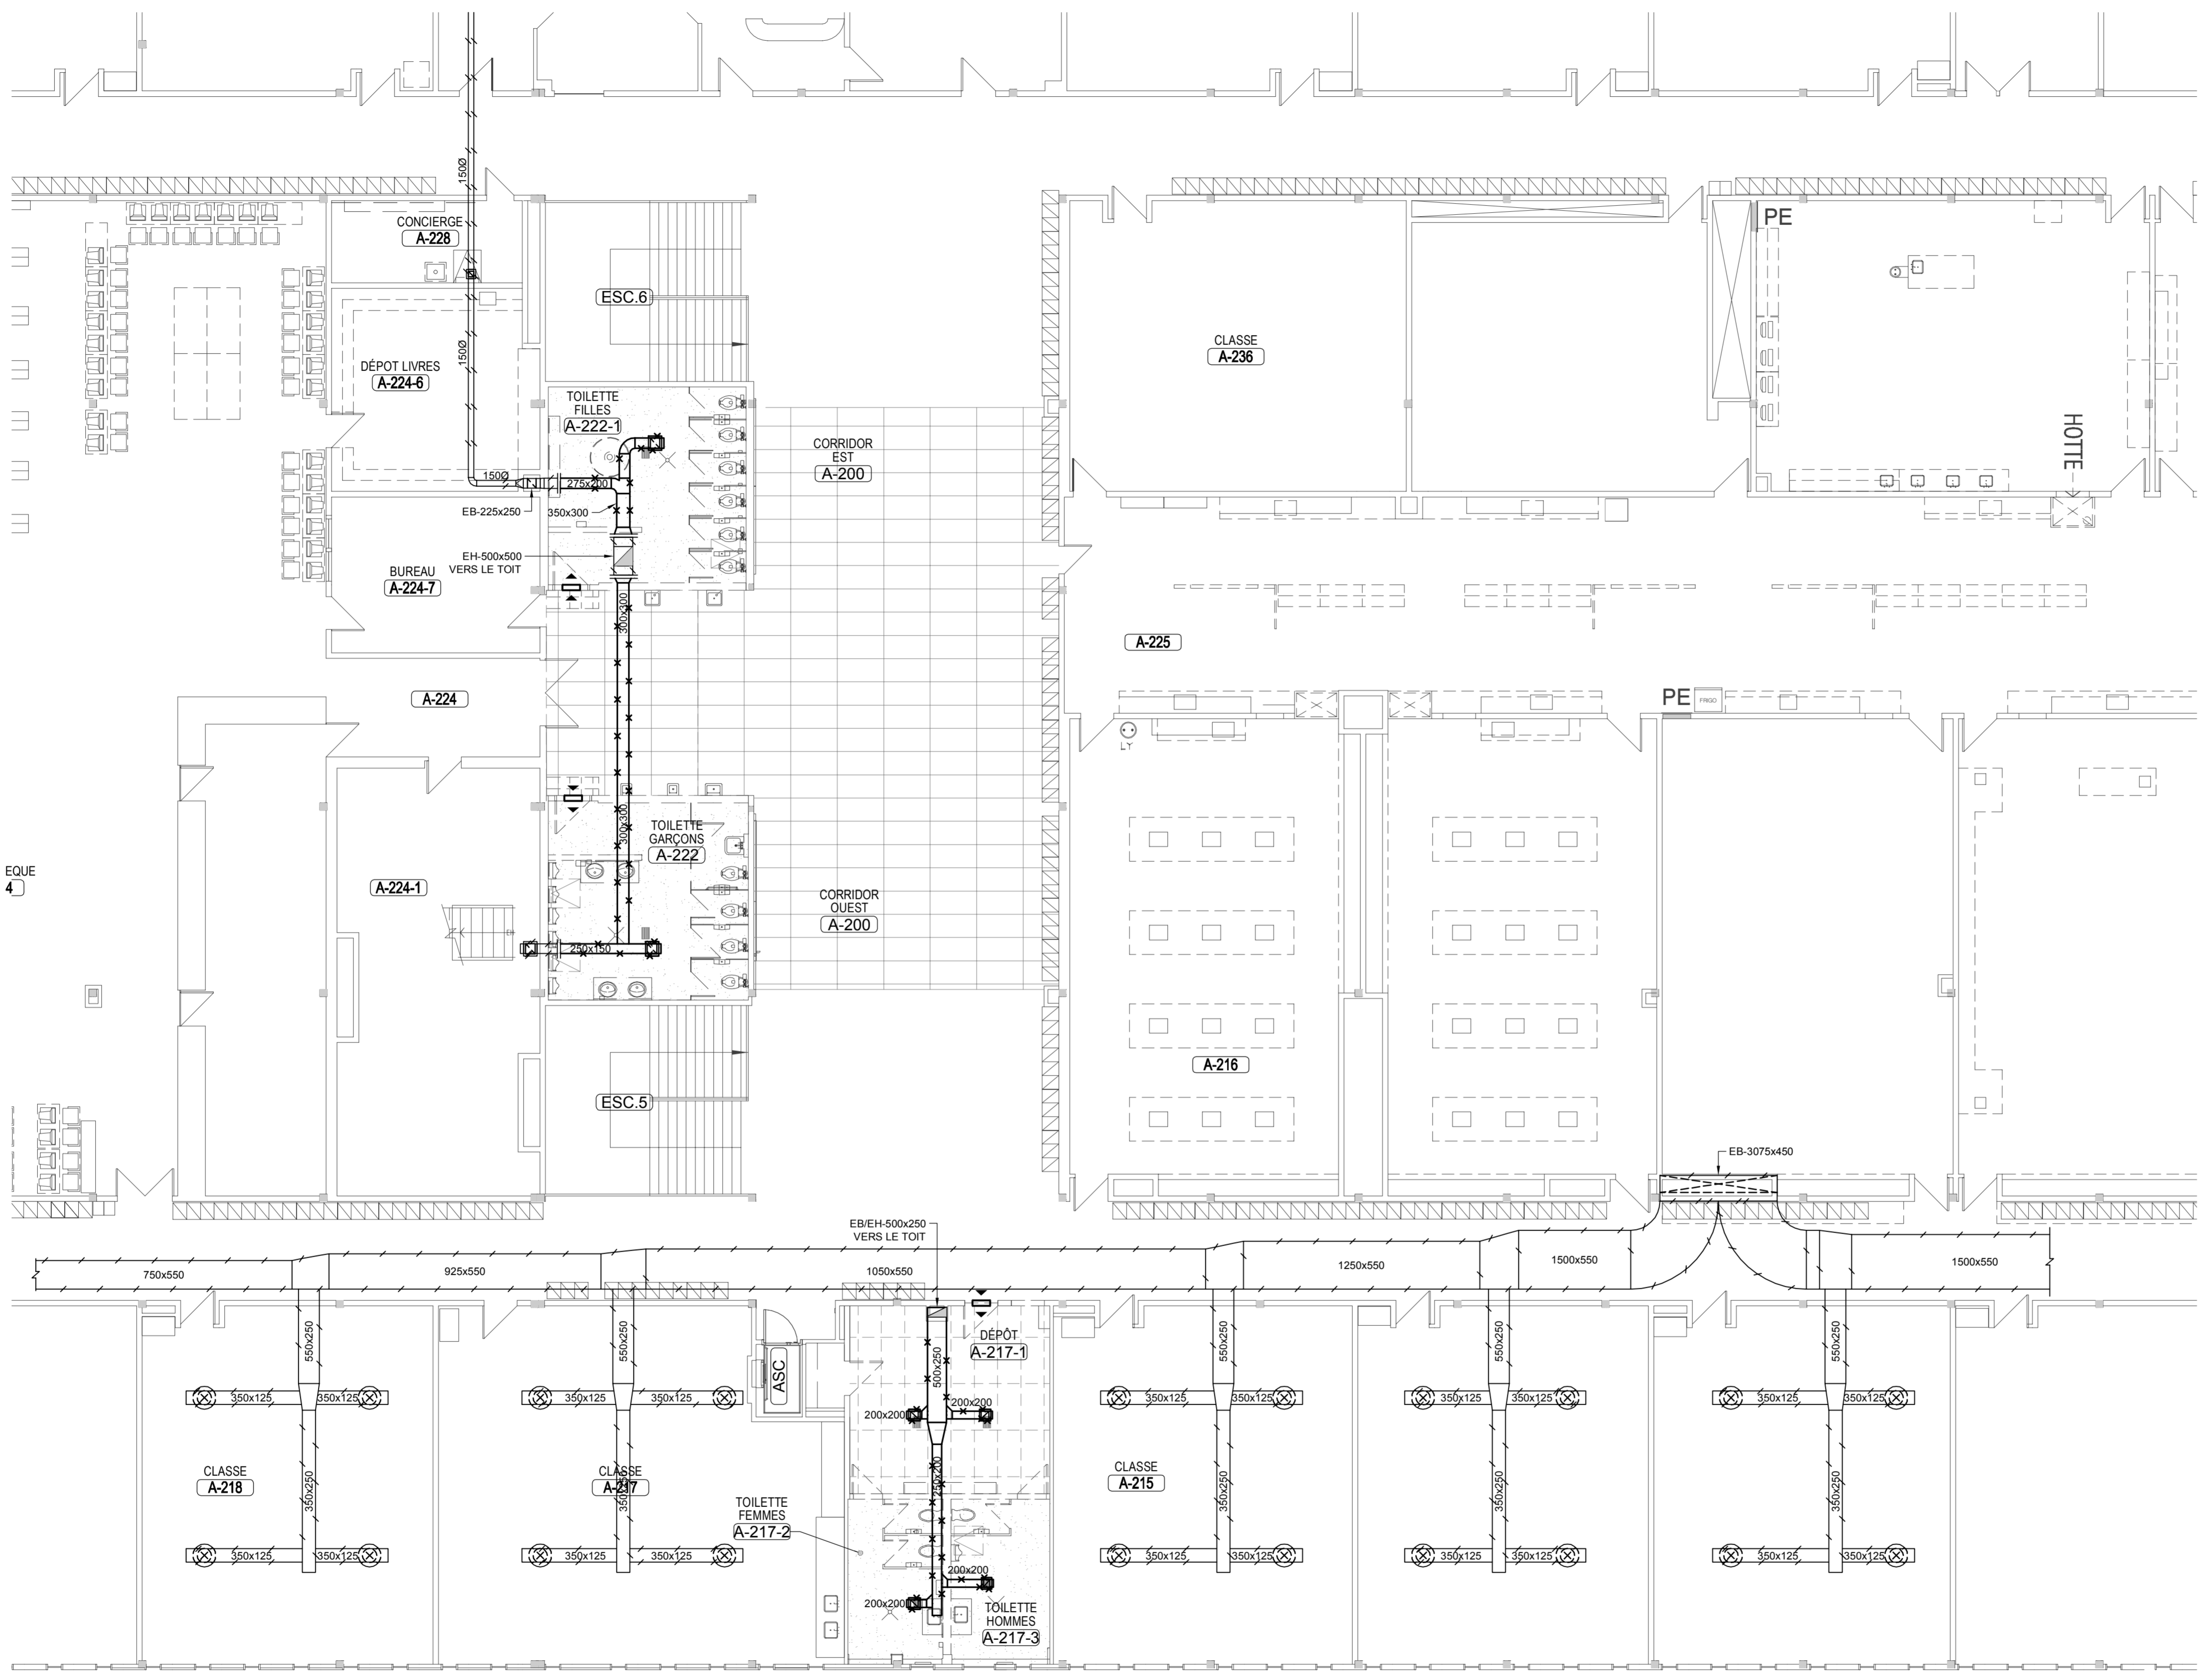 150Ø
CONCIERGE
A-228
PE
ESC.6
150Ø
DÉPOT LIVRES
A-224-6
CLASSE
A-236
TOILETTE
FILLES
A-222-1
CORRIDOR
EST
A-200
HOTTE
150Ø
275x200
EB-225x250
350x300
EH-500x500
VERS LE TOIT
BUREAU
A-224-7
300x300
A-225
A-224
PE
FRIGO
LY
300x300
TOILETTE
GARÇONS
A-222
EQUE
4
A-224-1
CORRIDOR
OUEST
A-200
250x150
A-216
ESC.5
EB-3075x450
EB/EH-500x250
VERS LE TOIT
750x550
925x550
1050x550
1250x550
1500x550
1500x550
550x250
550x250
500x250
DÉPÔT
A-217-1
550x250
550x250
550x250
ASC
350x125
350x125
350x125
350x125
200x200
200x200
350x125
350x125
350x125
350x125
350x125
350x125
CLASSE
A-218
350x250
CLASSE
A-217
350x250
250x200
CLASSE
A-215
350x250
350x250
350x250
TOILETTE
FEMMES
A-217-2
350x125
350x125
350x125
350x125
200x200
200x200
350x125
350x125
350x125
350x125
350x125
350x125
TOILETTE
HOMMES
A-217-3